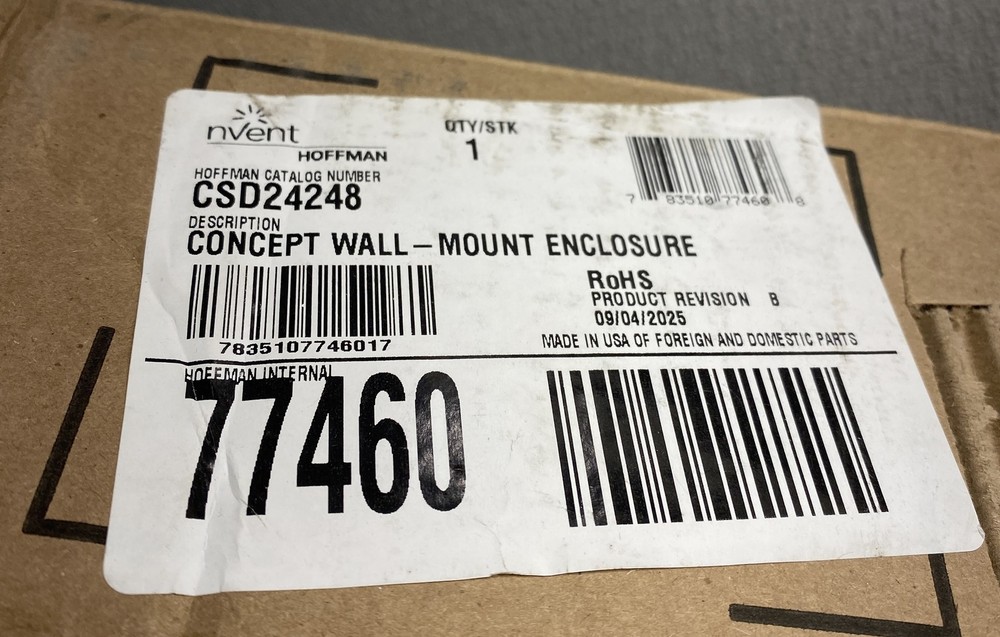 nvent
HOFFMAN
QTY/STK
1
7 83510 77460 8
HOFFMAN CATALOG NUMBER
CSD24248
DESCRIPTION
CONCEPT WALL-MOUNT ENCLOSURE
7835107746017
RoHS
PRODUCT REVISION B
09/04/2025
MADE IN USA OF FOREIGN AND DOMESTIC PARTS
HOFFMAN INTERNAL
77460